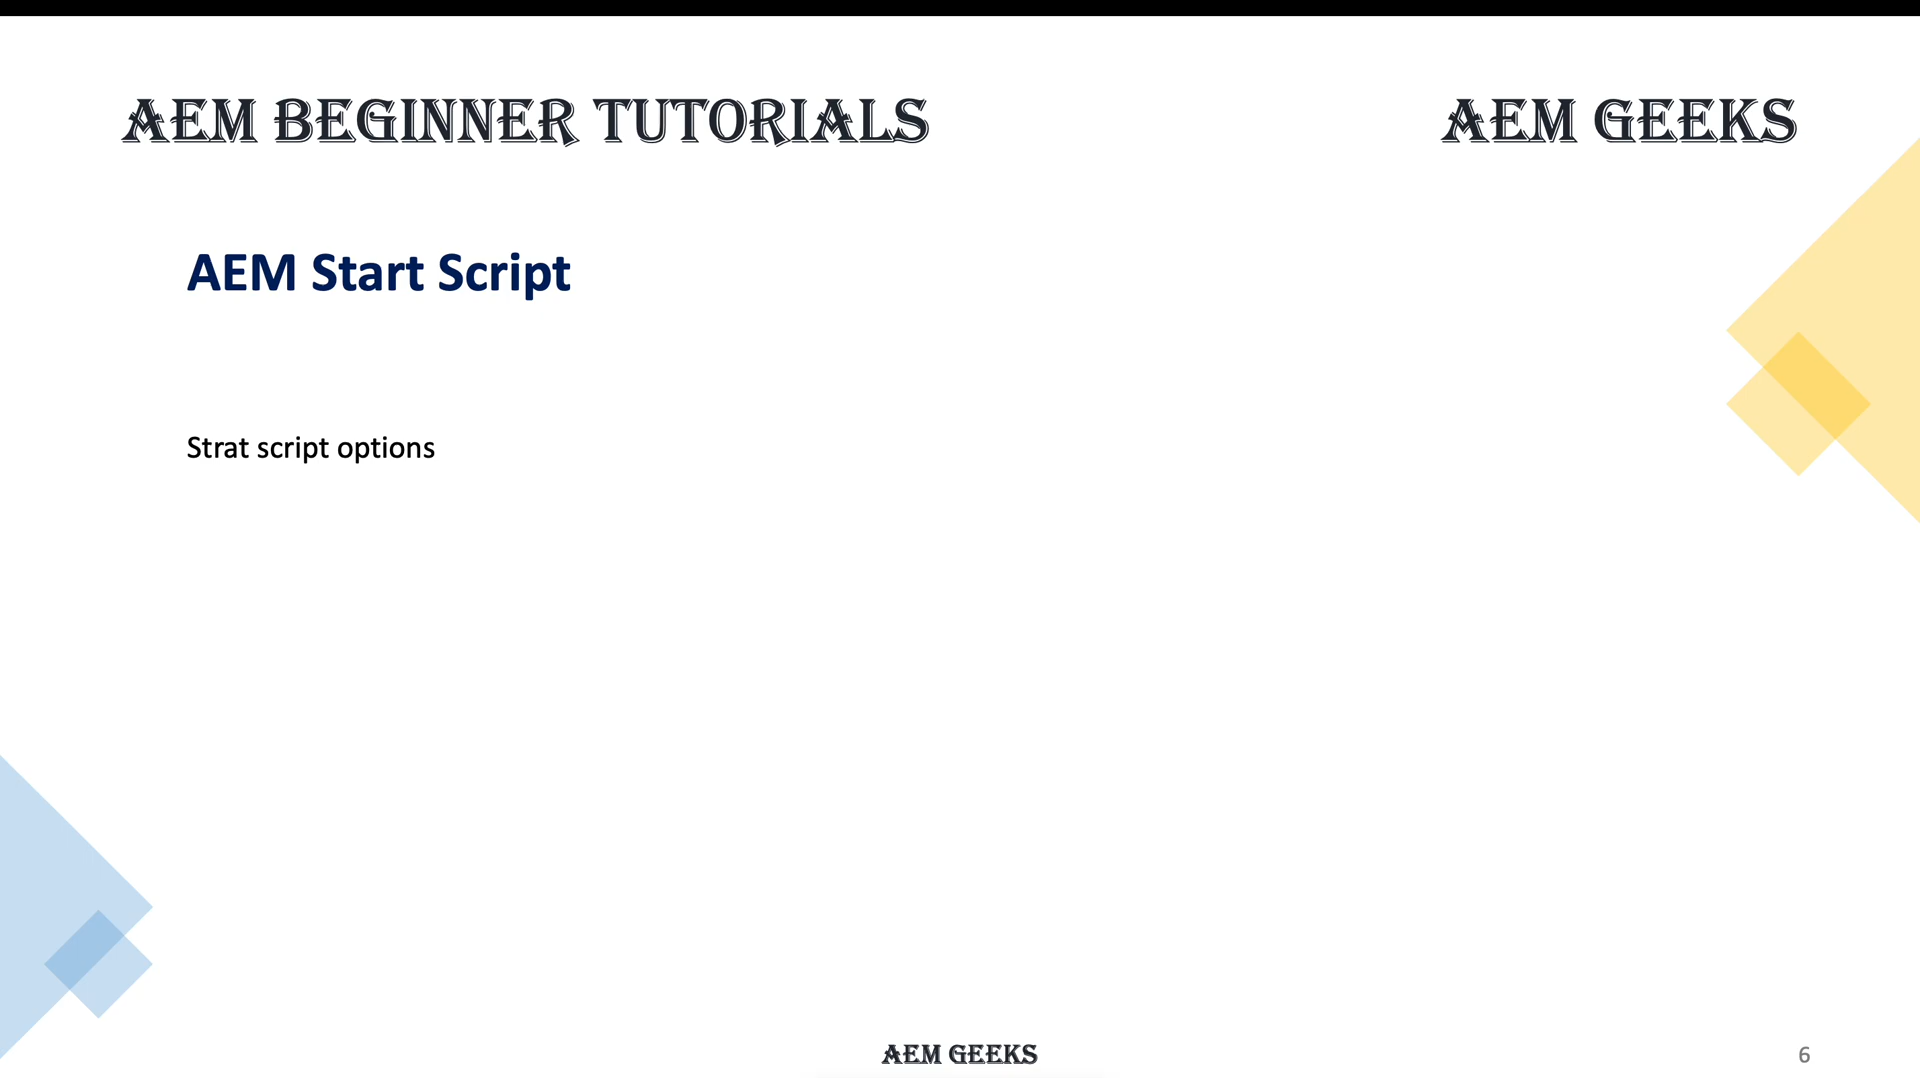 AEM BEGINNER TUTORIALS
AEM GEEKS
AEM Start Script
Strat script options
AEM GEEKS
6